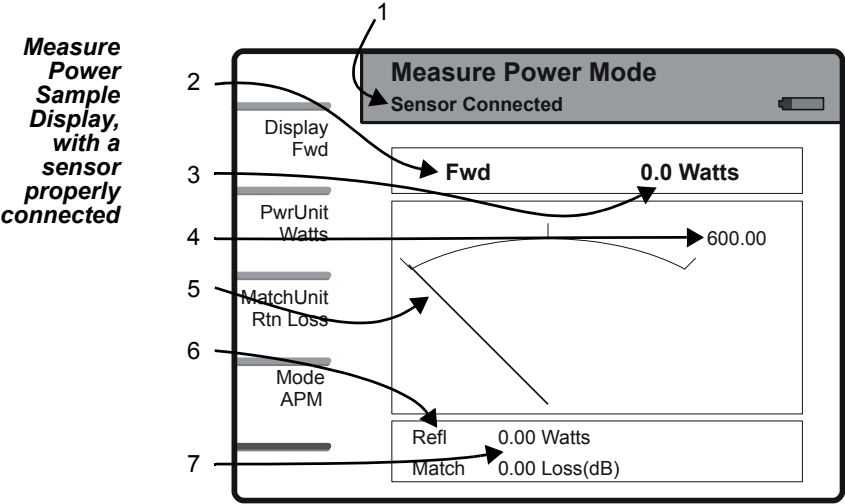 1
Measure
Power
Sample
Display,
with a
sensor
properly
connected
2
3
4
5
6
7
Measure Power Mode
Sensor Connected
Display
Fwd
PwrUnit
Watts
MatchUnit
Rtn Loss
Mode
APM
Fwd 0.0 Watts
600.00
Refl 0.00 Watts
Match 0.00 Loss(dB)